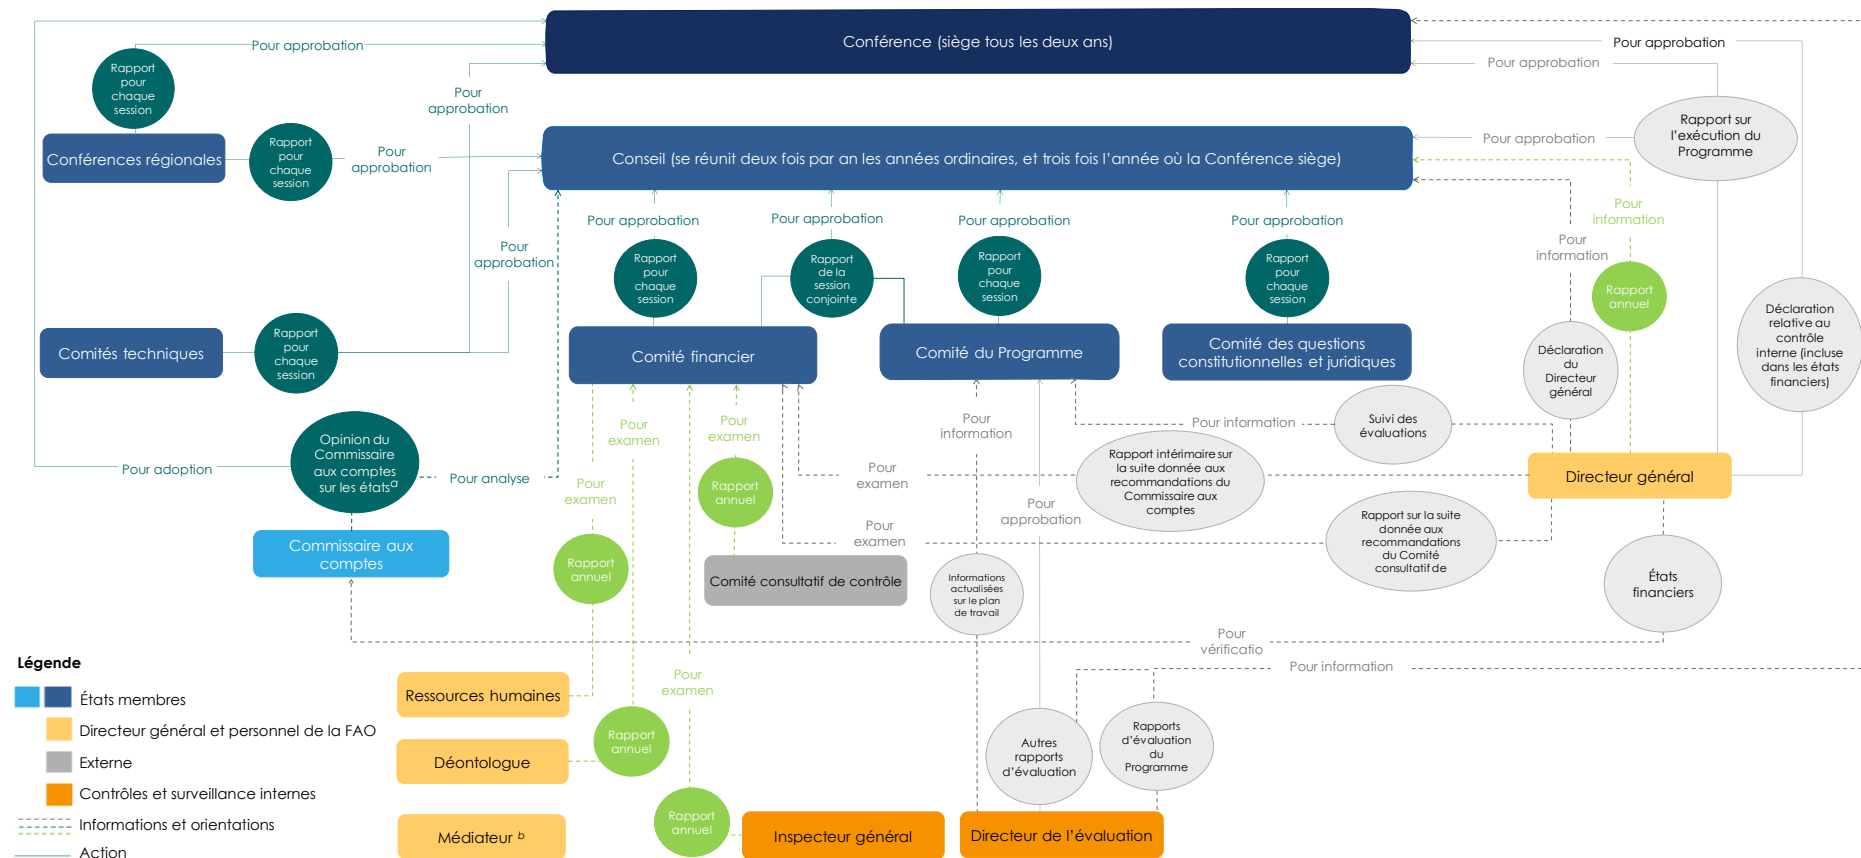 Conférence (siège tous les deux ans)
Pour approbation
Pour approbation
Pour approbation
Rapport
pour
chaque
session
Pour
approbation
Rapport sur
l'exécution du
Programme
Pour approbation
Conférences régionales
Rapport
pour
chaque
session
Pour
approbation
Conseil (se réunit deux fois par an les années ordinaires, et trois fois l'année où la Conférence siège)
Pour
information
Pour approbation
Pour approbation
Pour approbation
Pour approbation
Pour
approbation
Pour
information
Rapport
pour
chaque
session
Rapport
de la
session
conjointe
Rapport
pour
chaque
session
Rapport
pour
chaque
session
Rapport
annuel
Déclaration
relative au
contrôle
interne (incluse
dans les états
financiers)
Comités techniques
Rapport
pour
chaque
session
Comité financier
Comité du Programme
Comité des questions
constitutionnelles et juridiques
Déclaration
du
Directeur
général
Opinion du
Commissaire
aux comptes
sur les états a
Pour adoption
Pour analyse
Pour
examen
Pour
examen
Pour
information
Pour information
Suivi des
évaluations
Pour
examen
Rapport
annuel
Pour
examen
Rapport intérimaire sur
la suite donnée aux
recommandations du
Commissaire aux
comptes
Directeur général
Pour
approbation
Pour
examen
Rapport sur la suite
donnée aux
recommandations
du Comité
consultatif de
Commissaire aux
comptes
Rapport
annuel
Comité consultatif de contrôle
Informations
actualisées
sur le plan
de travail
États
financiers
Pour
vérificatio
Pour information
Pour
examen
Légende
États membres
Directeur général et personnel de la FAO
Externe
Contrôles et surveillance internes
Informations et orientations
Action
Ressources humaines
Rapport
annuel
Déontologue
Autres
rapports
d'évaluation
Rapports
d'évaluation
du
Programme
Médiateur b
Rapport
annuel
Inspecteur général
Directeur de l'évaluation